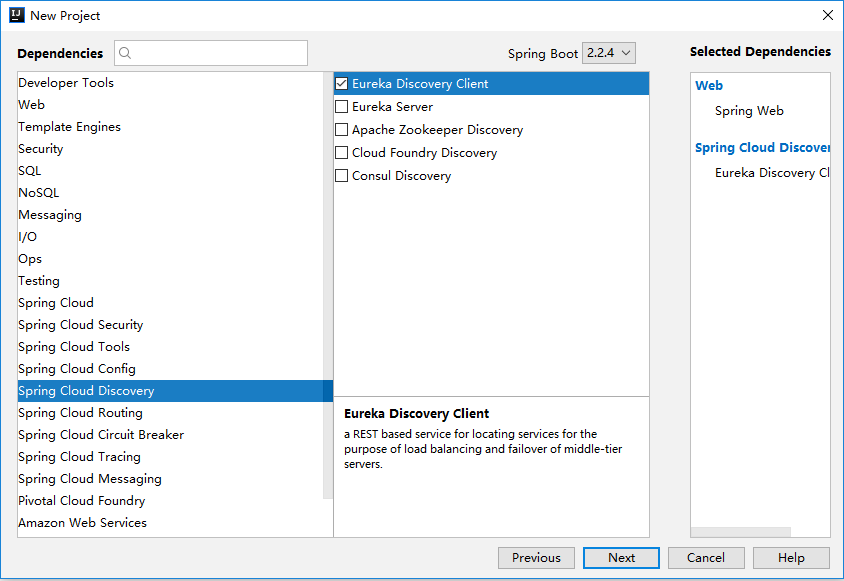 New Project
Dependencies
Spring Boot 2.2.4
Selected Dependencies
Developer Tools
Web
Template Engines
Security
SQL
NoSQL
Messaging
I/O
Ops
Testing
Spring Cloud
Spring Cloud Security
Spring Cloud Tools
Spring Cloud Config
Spring Cloud Discovery
Spring Cloud Routing
Spring Cloud Circuit Breaker
Spring Cloud Tracing
Spring Cloud Messaging
Pivotal Cloud Foundry
Amazon Web Services
Eureka Discovery Client
Eureka Server
Apache Zookeeper Discovery
Cloud Foundry Discovery
Consul Discovery
Eureka Discovery Client
a REST based service for locating services for the
purpose of load balancing and failover of middle-tier
servers.
Web
Spring Web
Spring Cloud Discover
Eureka Discovery Cl
Previous
Next
Cancel
Help